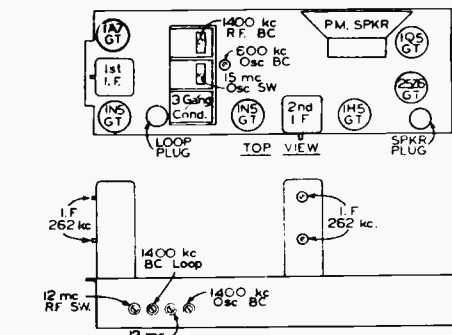 1A7
GT
1st
I.F.
1N5
GT
1400 kc
RF. BC
600 kc
Osc BC
15 mc
Osc SW
3 Gang
Cond.
P.M. SPKR
1Q5
GT
25Z6
GT
1N5
GT
2nd
I F
1H5
GT
LOOP
PLUG
TOP VIEW
SPKR
PLUG
I.F
262 kc.
I.F
262 kc.
1400 kc
BC Loop
12 mc
RF SW.
1400 kc
Osc BC